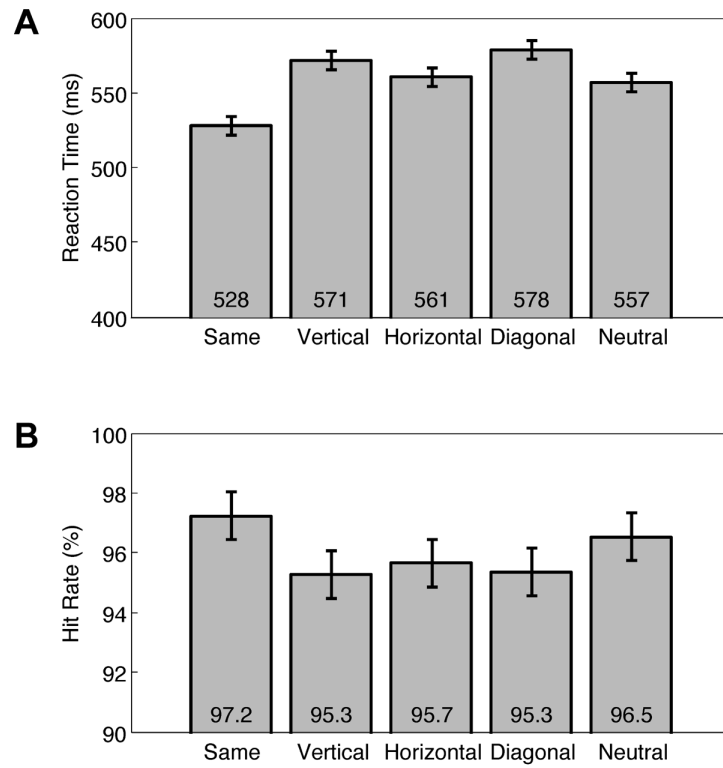 A
Reaction Time (ms)
600
550
500
450
400
528 571 561 578 557
Same Vertical Horizontal Diagonal Neutral
B
Hit Rate (%)
100
98
96
94
92
90
97.2 95.3 95.7 95.3 96.5
Same Vertical Horizontal Diagonal Neutral